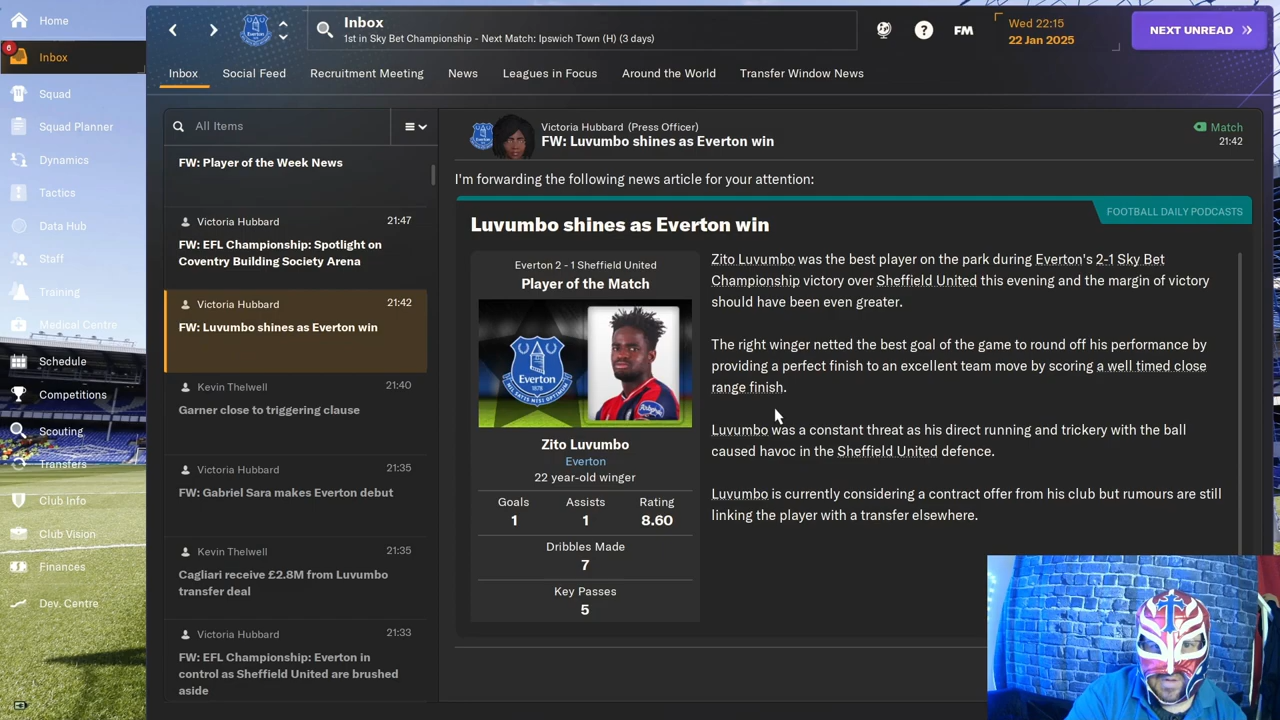 Home
6
Inbox
Squad
Squad Planner
Dynamics
Tactics
Data Hub
Staff
Training
Medical Centre
Schedule
Competitions
Scouting
Transfers
Club Info
Club Vision
Finances
Dev. Centre
Inbox
1st in Sky Bet Championship - Next Match: Ipswich Town (H) (3 days)
?
FM
Wed 22:15
22 Jan 2025
NEXT UNREAD
Inbox
Social Feed
Recruitment Meeting
News
Leagues in Focus
Around the World
Transfer Window News
All Items
FW: Player of the Week News
Victoria Hubbard
21:47
FW: EFL Championship: Spotlight on
Coventry Building Society Arena
Victoria Hubbard
21:42
FW: Luvumbo shines as Everton win
Kevin Thelwell
21:40
Garner close to triggering clause
Victoria Hubbard
21:35
FW: Gabriel Sara makes Everton debut
Kevin Thelwell
21:35
Cagliari receive £2.8M from Luvumbo
transfer deal
Victoria Hubbard
21:33
FW: EFL Championship: Everton in
control as Sheffield United are brushed
aside
Victoria Hubbard (Press Officer)
FW: Luvumbo shines as Everton win
Match
21:42
I'm forwarding the following news article for your attention:
FOOTBALL DAILY PODCASTS
Luvumbo shines as Everton win
Everton 2 - 1 Sheffield United
Player of the Match
Everton
Zito Luvumbo
Everton
22 year-old winger
Goals
Assists
Rating
1
1
8.60
Dribbles Made
7
Key Passes
5
Zito Luvumbo was the best player on the park during Everton's 2-1 Sky Bet
Championship victory over Sheffield United this evening and the margin of victory
should have been even greater.
The right winger netted the best goal of the game to round off his performance by
providing a perfect finish to an excellent team move by scoring a well timed close
range finish.
Luvumbo was a constant threat as his direct running and trickery with the ball
caused havoc in the Sheffield United defence.
Luvumbo is currently considering a contract offer from his club but rumours are still
linking the player with a transfer elsewhere.